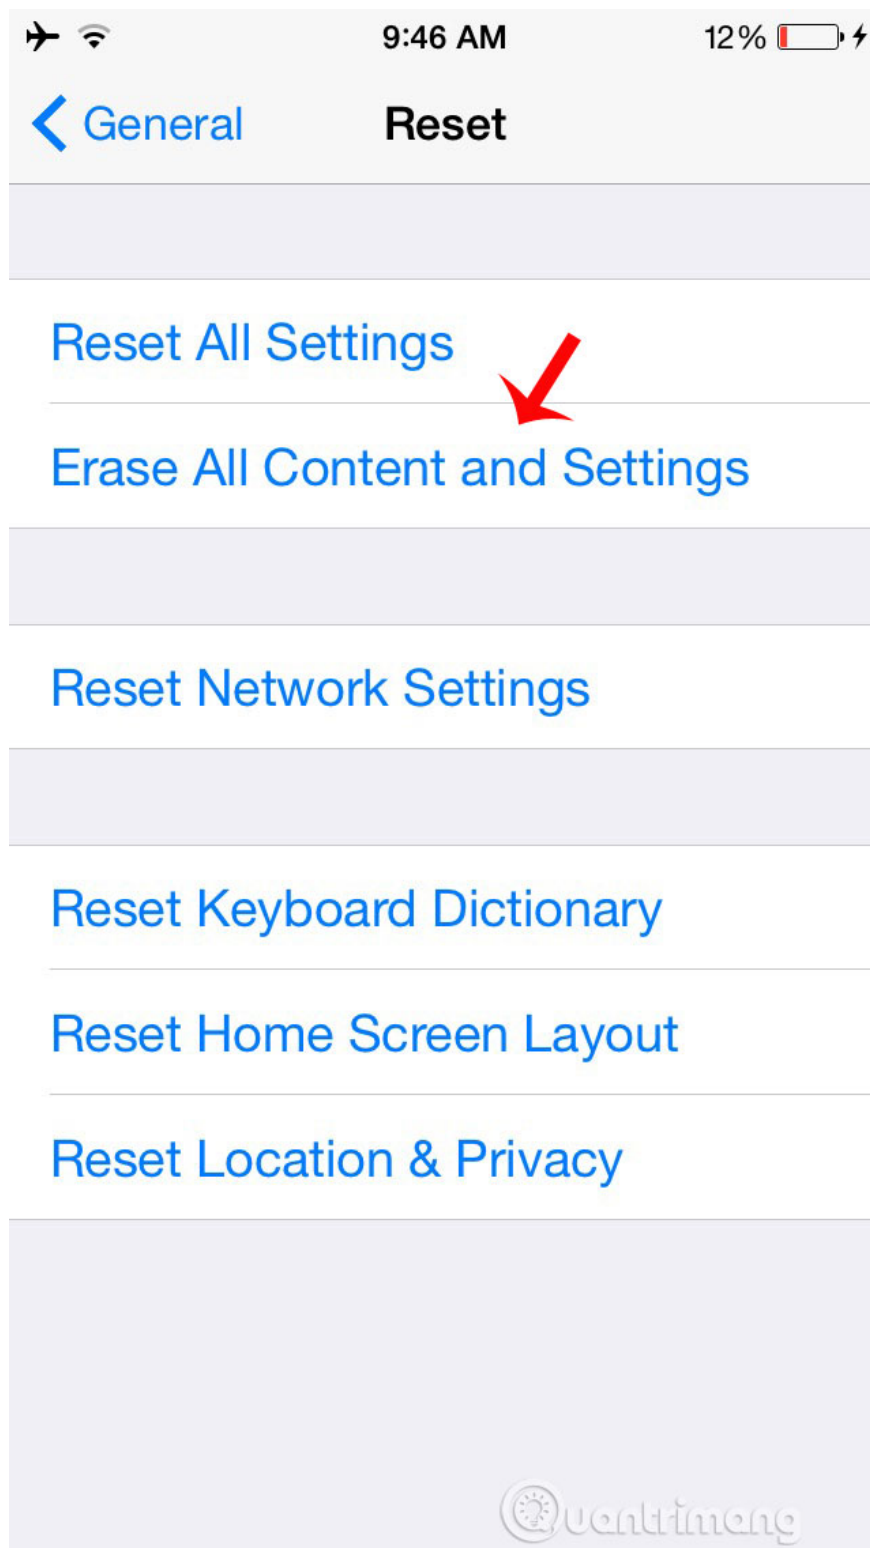 9:46 AM 12%
General Reset
Reset All Settings
Erase All Content and Settings
Reset Network Settings
Reset Keyboard Dictionary
Reset Home Screen Layout
Reset Location & Privacy
Quantrimang